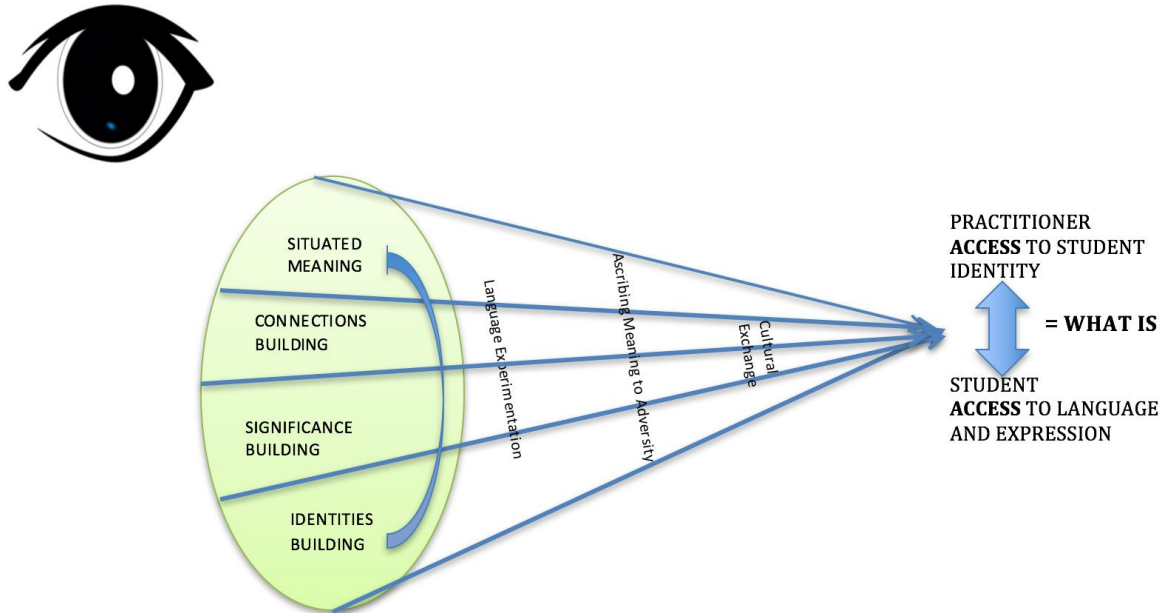 SITUATED
MEANING
CONNECTIONS
BUILDING
SIGNIFICANCE
BUILDING
IDENTITIES
BUILDING
Language Experimentation
Ascribing Meaning to Adversity
Cultural
Exchange
PRACTITIONER
ACCESS TO STUDENT
IDENTITY
= WHAT IS
STUDENT
ACCESS TO LANGUAGE
AND EXPRESSION